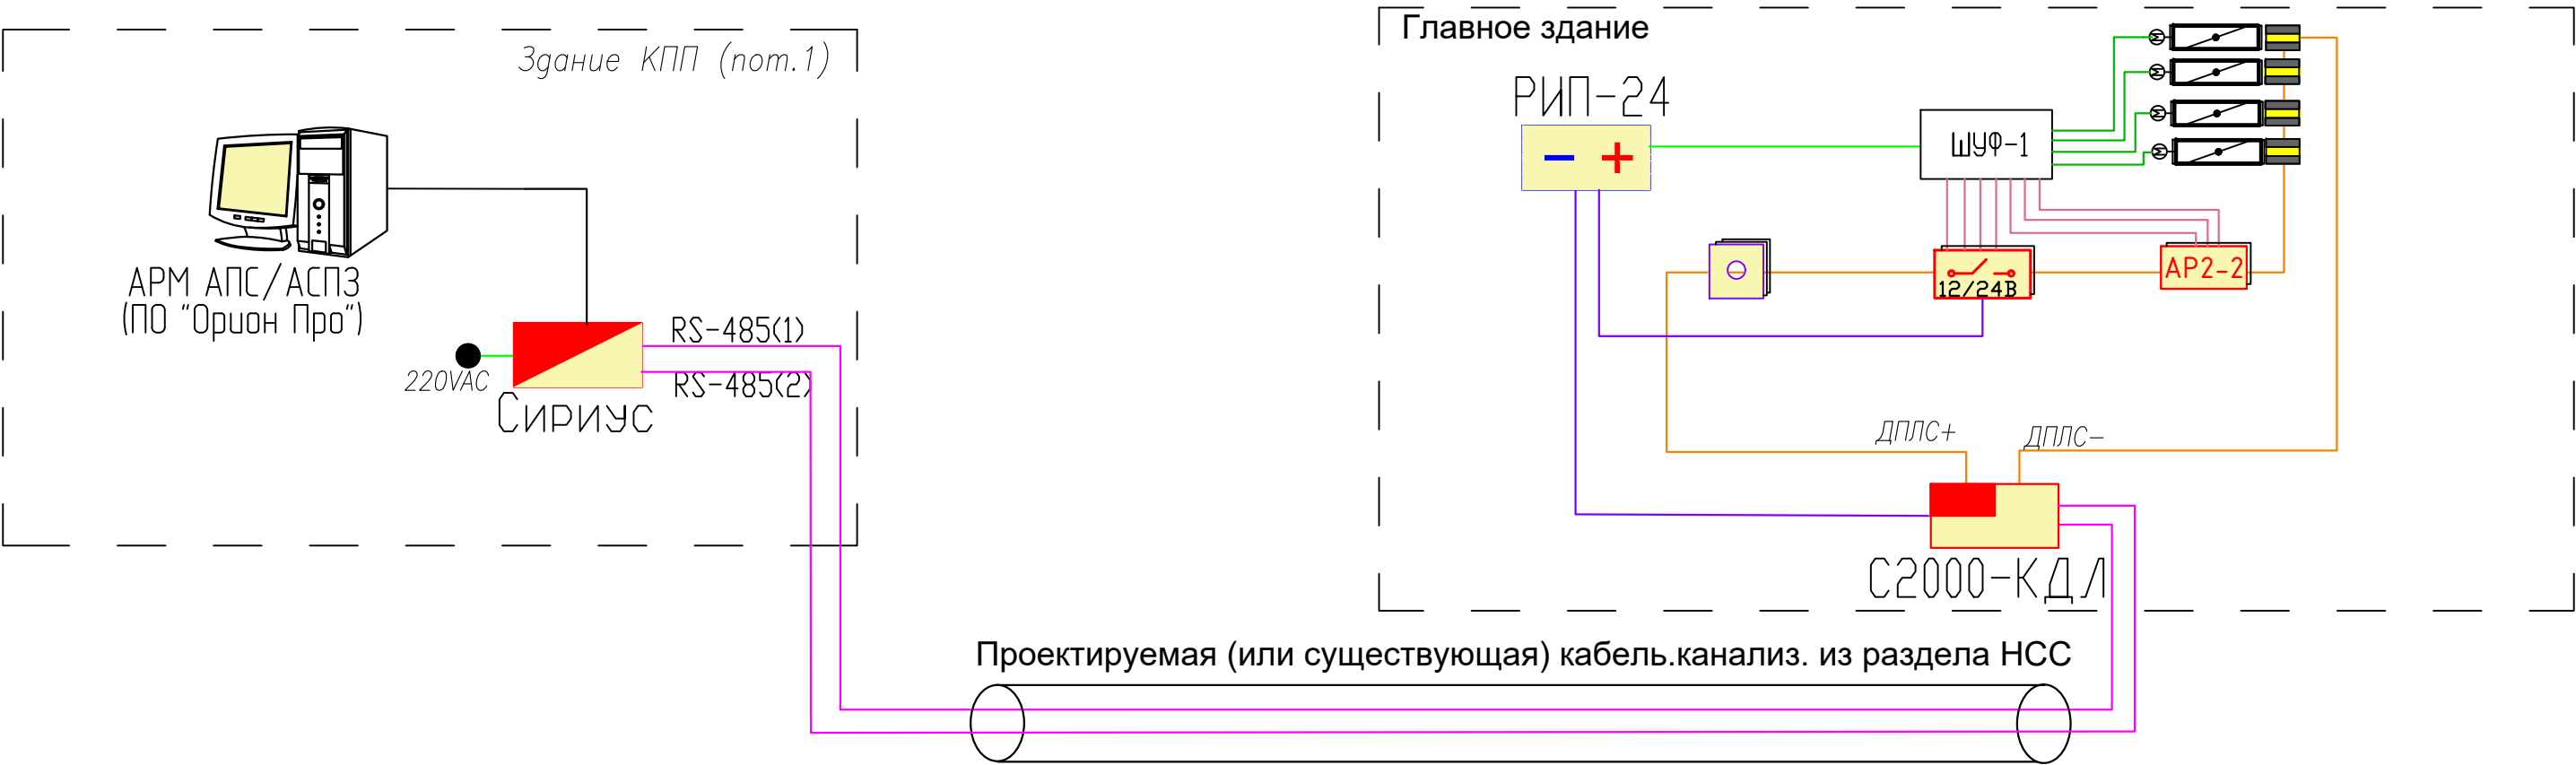 Здание КПП (пот.1)
АРМ АПС/АСПЗ
(ПО "Орион Про")
220VAC
RS-485(1)
RS-485(2)
Сириус
Главное здание
РИП-24
ШУФ-1
12/24В
АР2-2
ДПЛС+
ДПЛС-
С2000-КДЛ
Проектируемая (или существующая) кабель.канализ. из раздела НСС